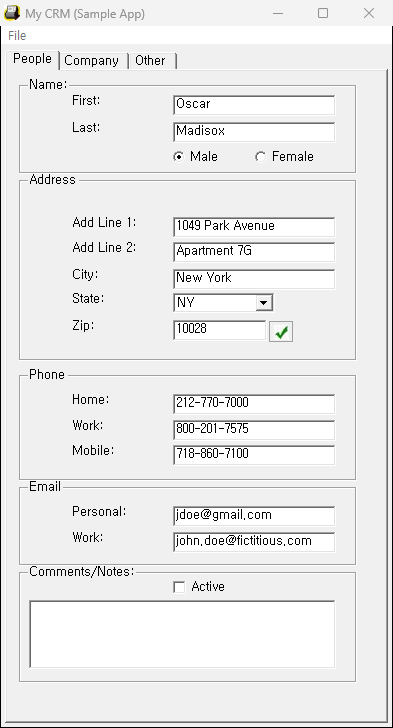 My CRM (Sample App)
File
People Company Other
Name:
First: Oscar
Last: Madisox
Male Female
Address
Add Line 1: 1049 Park Avenue
Add Line 2: Apartment 7G
City: New York
State: NY
Zip: 10028
Phone
Home: 212-770-7000
Work: 800-201-7575
Mobile: 718-860-7100
Email
Personal: jdoe@gmail.com
Work: john.doe@fictitious.com
Comments/Notes:
Active